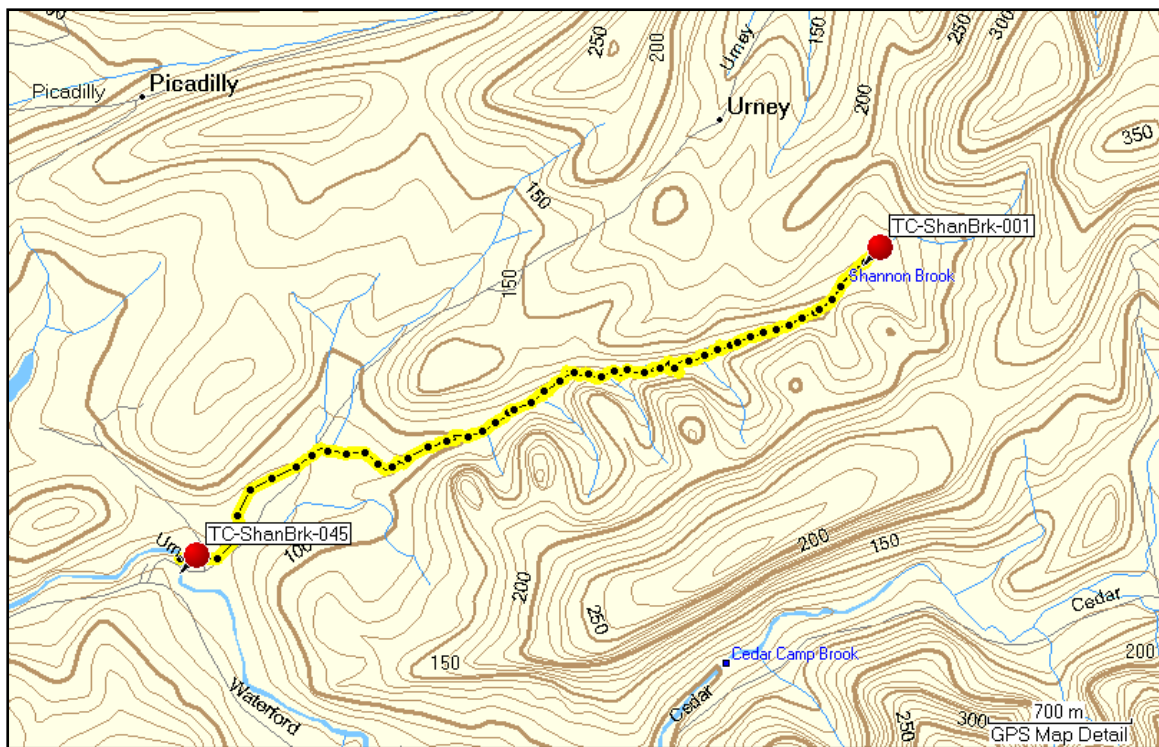 250
200
Urney
150
250
300
Picadilly
Picadilly
200
Urney
350
150
150
TC-ShanBrk-001
Shannon Brook
150
TC-ShanBrk-045
100
200
150
200
250
Cedar
150
Cedar Camp Brook
200
Waterford
Cedar
700 m
300
250
GPS Map Detail